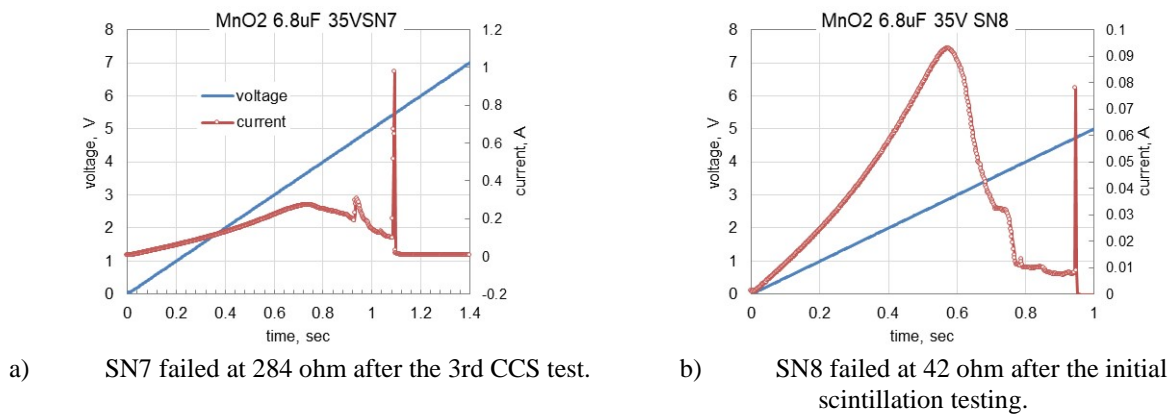 MnO2 6.8uF 35VSN7
8
7
6
5
4
3
2
1
0
voltage, V
voltage
current
1.2
1
0.8
0.6
0.4
0.2
0
-0.2
current, A
0 0.2 0.4 0.6 0.8 1 1.2 1.4
time, sec
a) SN7 failed at 284 ohm after the 3rd CCS test.
MnO2 6.8uF 35V SN8
8
7
6
5
4
3
2
1
0
voltage, V
0.1
0.09
0.08
0.07
0.06
0.05
0.04
0.03
0.02
0.01
0
current, A
0 0.2 0.4 0.6 0.8 1
time, sec
b) SN8 failed at 42 ohm after the initial
scintillation testing.